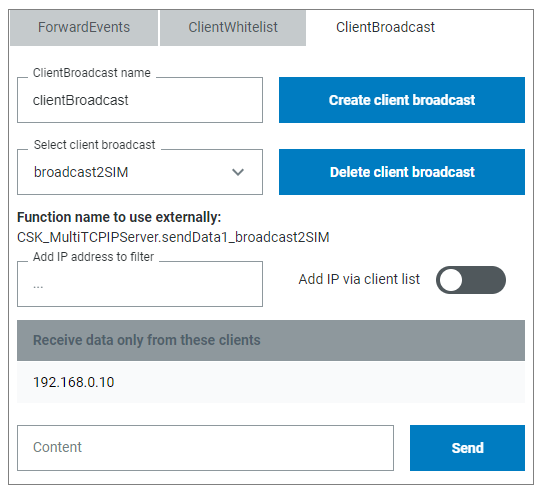 ForwardEvents
ClientWhitelist
ClientBroadcast
ClientBroadcast name
clientBroadcast
Create client broadcast
Select client broadcast
broadcast2SIM
Delete client broadcast
Function name to use externally:
CSK_MultiTCPIPServer.sendData1_broadcast2SIM
Add IP address to filter
...
Add IP via client list
Receive data only from these clients
192.168.0.10
Content
Send